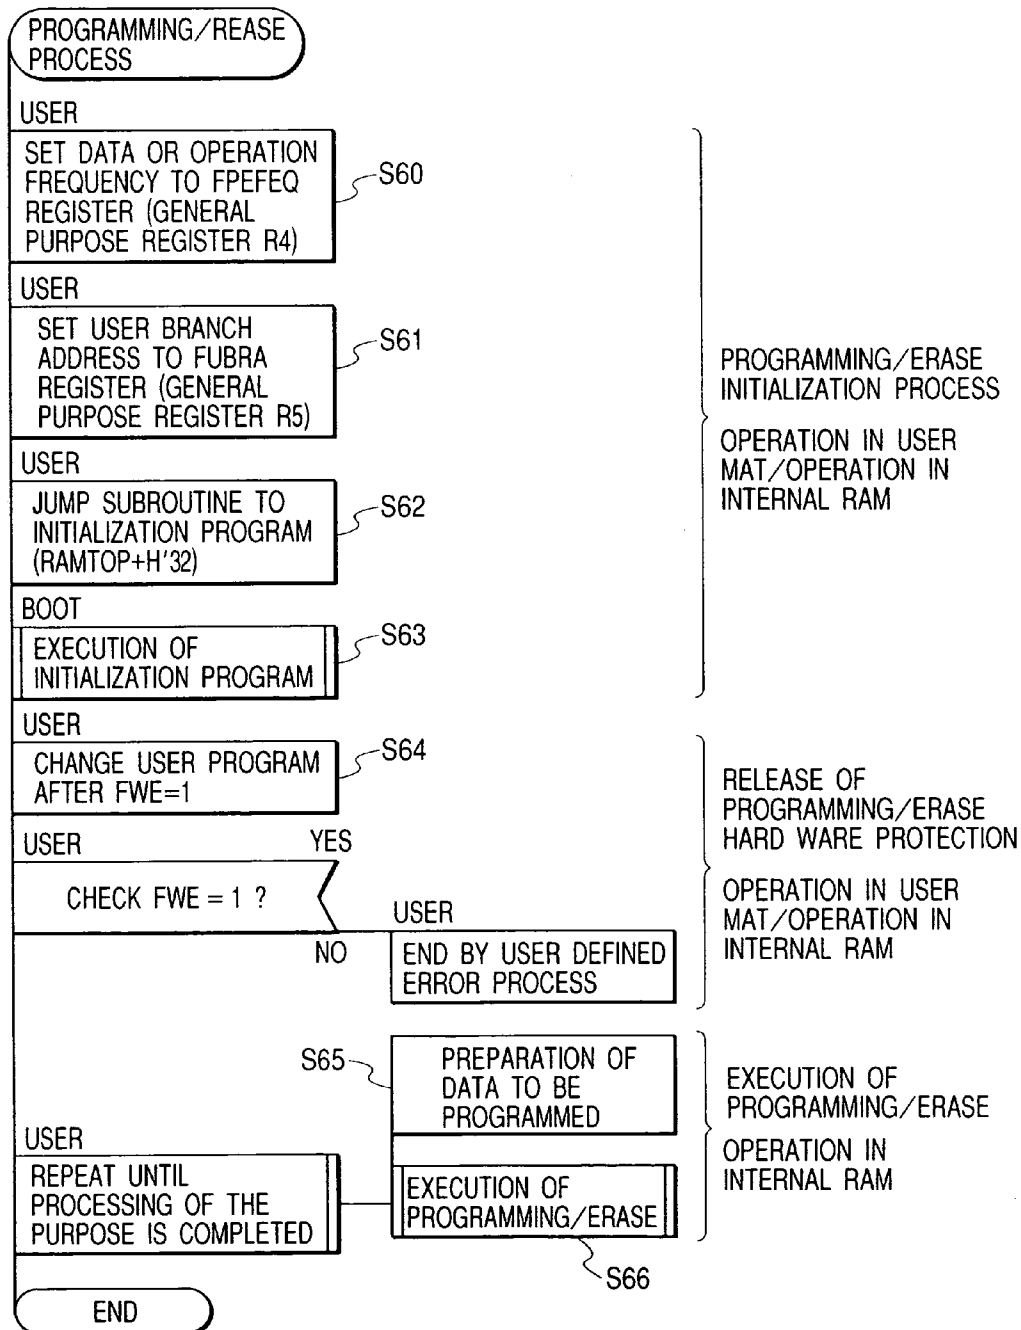 PROGRAMMING/REASE
PROCESS
USER
SET DATA OR OPERATION
FREQUENCY TO FPEFEQ
REGISTER (GENERAL
PURPOSE REGISTER R4)
S60
USER
SET USER BRANCH
ADDRESS TO FUBRA
REGISTER (GENERAL
PURPOSE REGISTER R5)
S61
USER
JUMP SUBROUTINE TO
INITIALIZATION PROGRAM
(RAMTOP+H'32)
S62
BOOT
EXECUTION OF
INITIALIZATION PROGRAM
S63
PROGRAMMING/ERASE
INITIALIZATION PROCESS
OPERATION IN USER
MAT/OPERATION IN
INTERNAL RAM
USER
CHANGE USER PROGRAM
AFTER FWE=1
S64
USER
YES
CHECK FWE = 1 ?
NO
USER
END BY USER DEFINED
ERROR PROCESS
RELEASE OF
PROGRAMMING/ERASE
HARD WARE PROTECTION
OPERATION IN USER
MAT/OPERATION IN
INTERNAL RAM
S65
PREPARATION OF
DATA TO BE
PROGRAMMED
USER
REPEAT UNTIL
PROCESSING OF THE
PURPOSE IS COMPLETED
EXECUTION OF
PROGRAMMING/ERASE
S66
EXECUTION OF
PROGRAMMING/ERASE
OPERATION IN
INTERNAL RAM
END